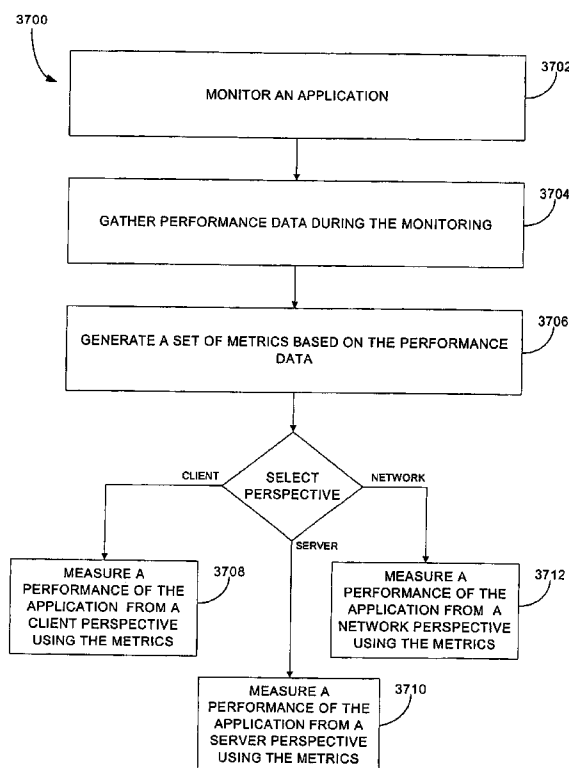 3700
3702
MONITOR AN APPLICATION
3704
GATHER PERFORMANCE DATA DURING THE MONITORING
3706
GENERATE A SET OF METRICS BASED ON THE PERFORMANCE
DATA
CLIENT
SELECT
PERSPECTIVE
NETWORK
SERVER
MEASURE A
PERFORMANCE OF THE
APPLICATION FROM A
CLIENT PERSPECTIVE
USING THE METRICS
3708
MEASURE A
PERFORMANCE OF THE
APPLICATION FROM A
NETWORK PERSPECTIVE
USING THE METRICS
3712
MEASURE A
PERFORMANCE OF THE
APPLICATION FROM A
SERVER PERSPECTIVE
USING THE METRICS
3710